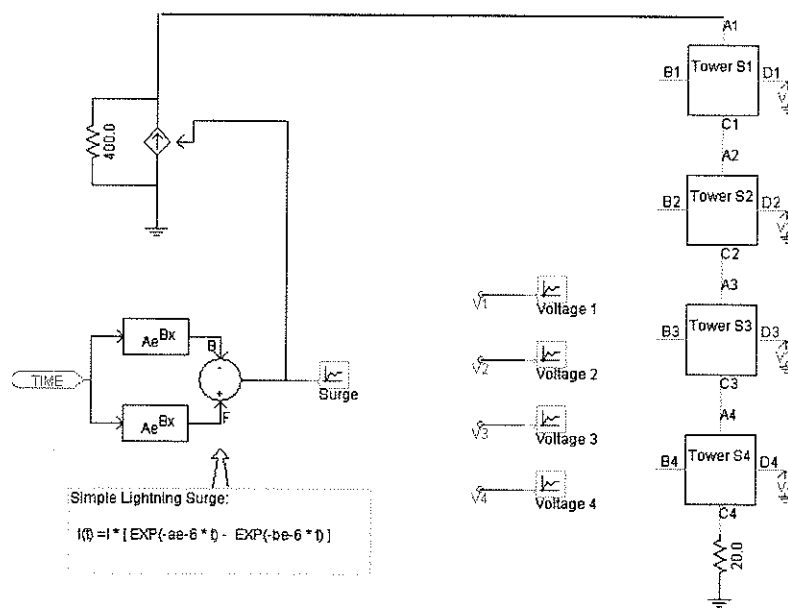 A1
B1
Tower S1
D1
V
C1
400.0
A2
B2
Tower S2
D2
C2
A3
V1
Voltage 1
B3
Tower S3
D3
Ae Bx
B
-
+
V2
Voltage 2
C3
TIME
Surge
A4
Ae Bx
F
V3
Voltage 3
B4
Tower S4
D4
V4
Voltage 4
C4
Simple Lightning Surge:
I(t) =I * [ EXP(-ae-6 * t) - EXP(-be-6 * t) ]
20.0